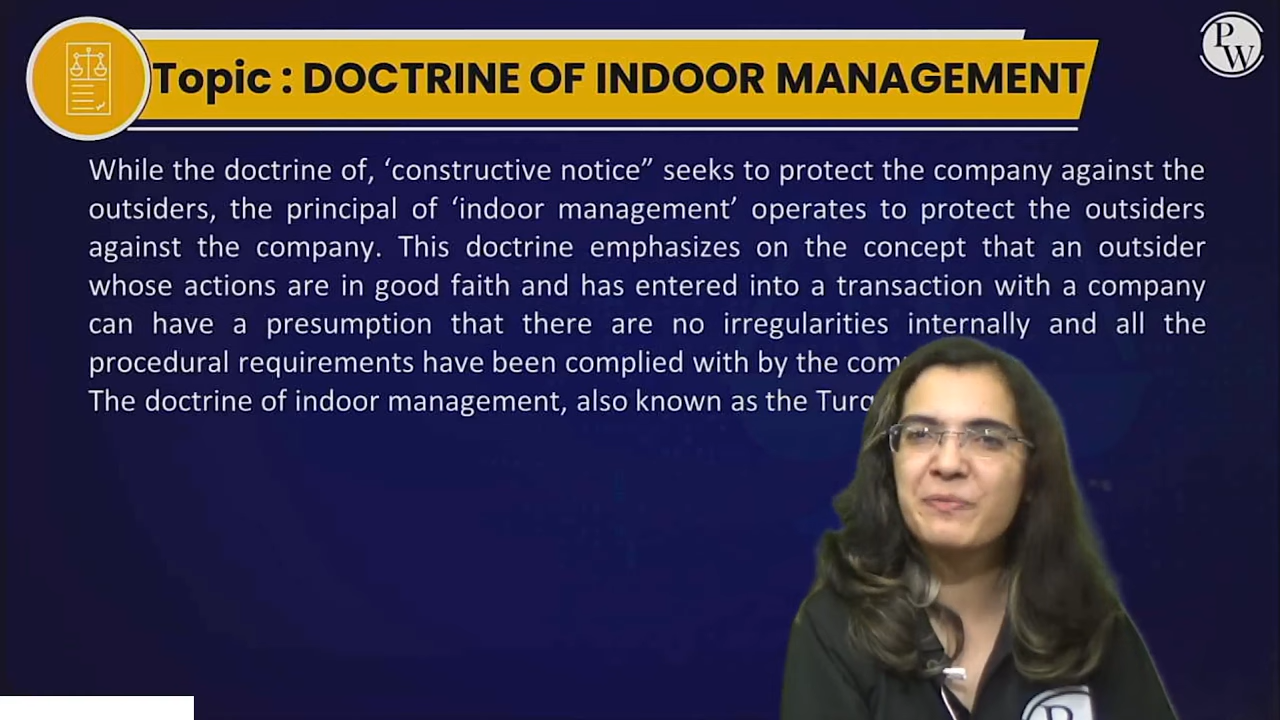 Topic : DOCTRINE OF INDOOR MANAGEMENT
PW
While the doctrine of, ‘constructive notice” seeks to protect the company against the
outsiders, the principal of ‘indoor management’ operates to protect the outsiders
against the company. This doctrine emphasizes on the concept that an outsider
whose actions are in good faith and has entered into a transaction with a company
can have a presumption that there are no irregularities internally and all the
procedural requirements have been complied with by the
The doctrine of indoor management, also known as the